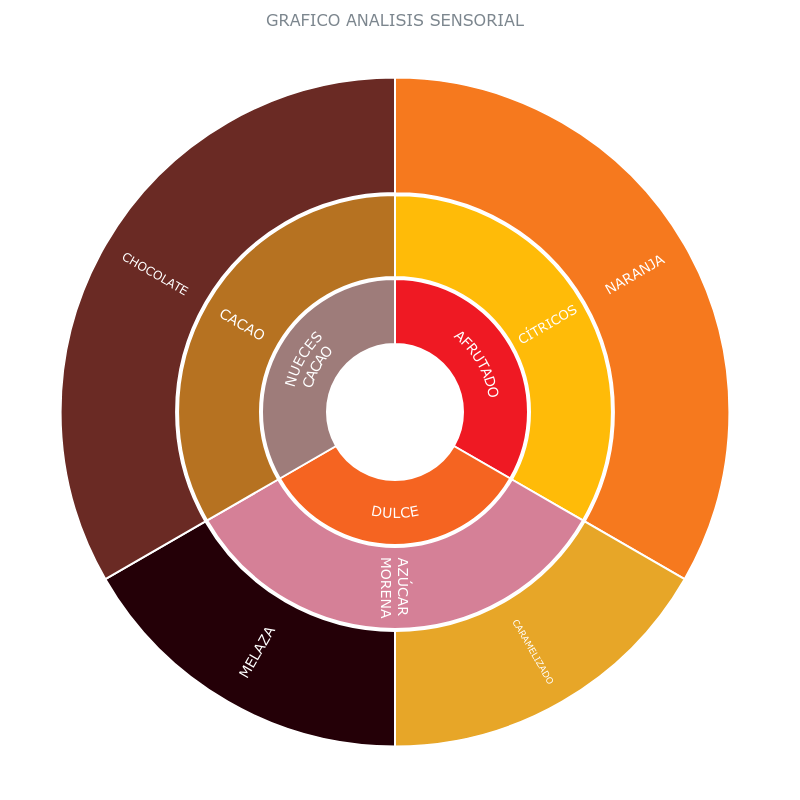 GRAFICO ANALISIS SENSORIAL
CHOCOLATE
NARANJA
CACAO
CÍTRICOS
NUECES
CACAO
AFRUTADO
DULCE
AZÚCAR
MORENA
MELAZA
CARAMELIZADO